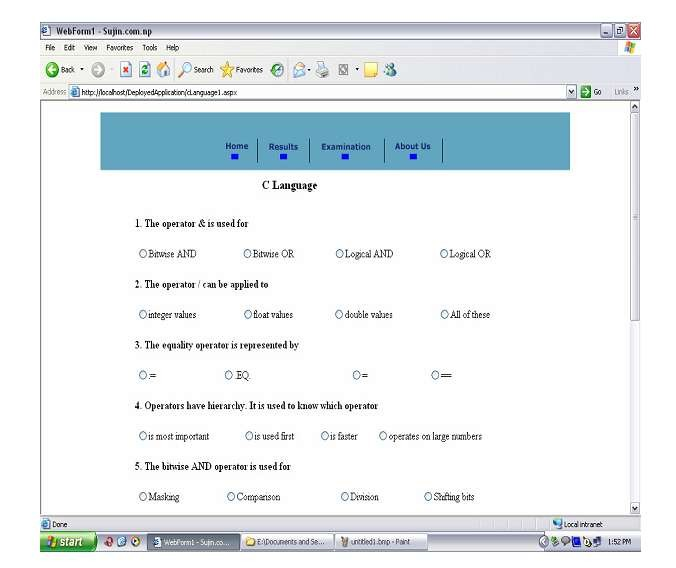 WebForm1 - Sujin.com.np
File Edit View Favorites Tools Help
Back Search Favorites
Address http://localhost/DeployedApplication/cLanguage1.aspx Go Links »
Home Results Examination About Us
C Language
1. The operator & is used for
Bitwise AND Bitwise OR Logical AND Logical OR
2. The operator / can be applied to
integer values float values double values All of these
3. The equality operator is represented by
:= .EQ. = ==
4. Operators have hierarchy. It is used to know which operator
is most important is used first is faster operates on large numbers
5. The bitwise AND operator is used for
Masking Comparison Division Shifting bits
Done Local intranet
start WebForm1 - Sujin.co... E:\Documents and Se... untitled1.bmp - Paint 1:52 PM